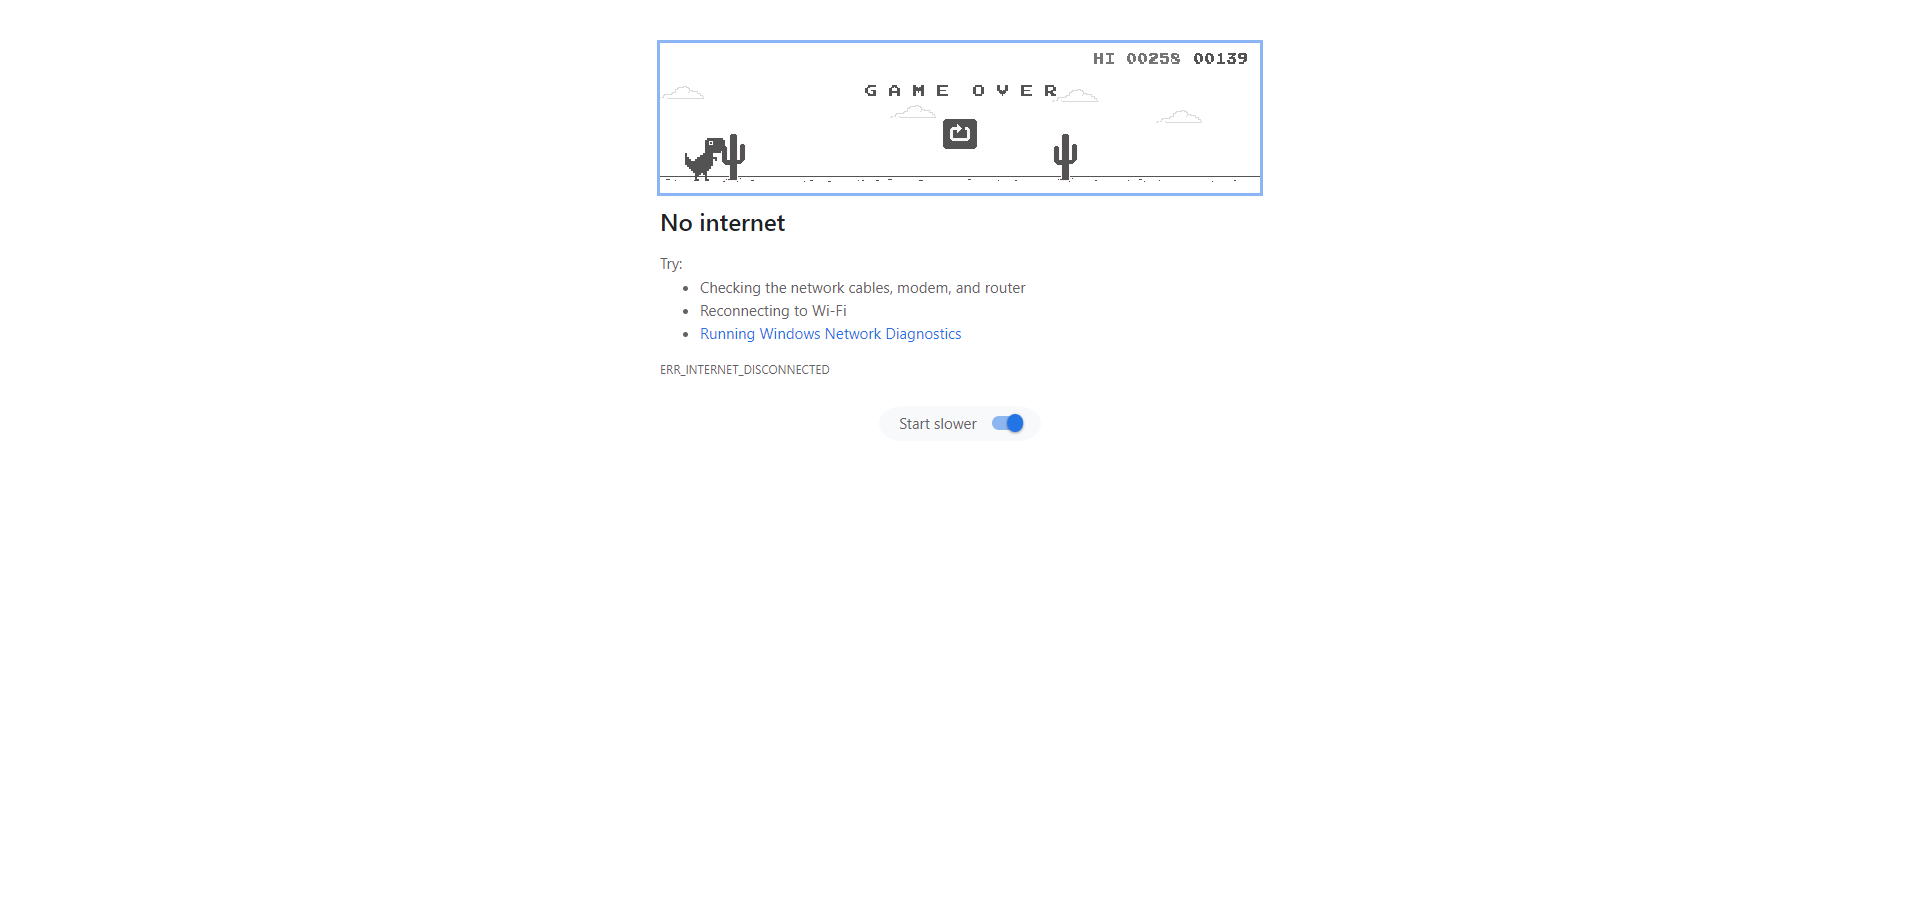 HI 00258 00139
GAME OVER
No internet
Try:
Checking the network cables, modem, and router
Reconnecting to Wi-Fi
Running Windows Network Diagnostics
ERR_INTERNET_DISCONNECTED
Start slower